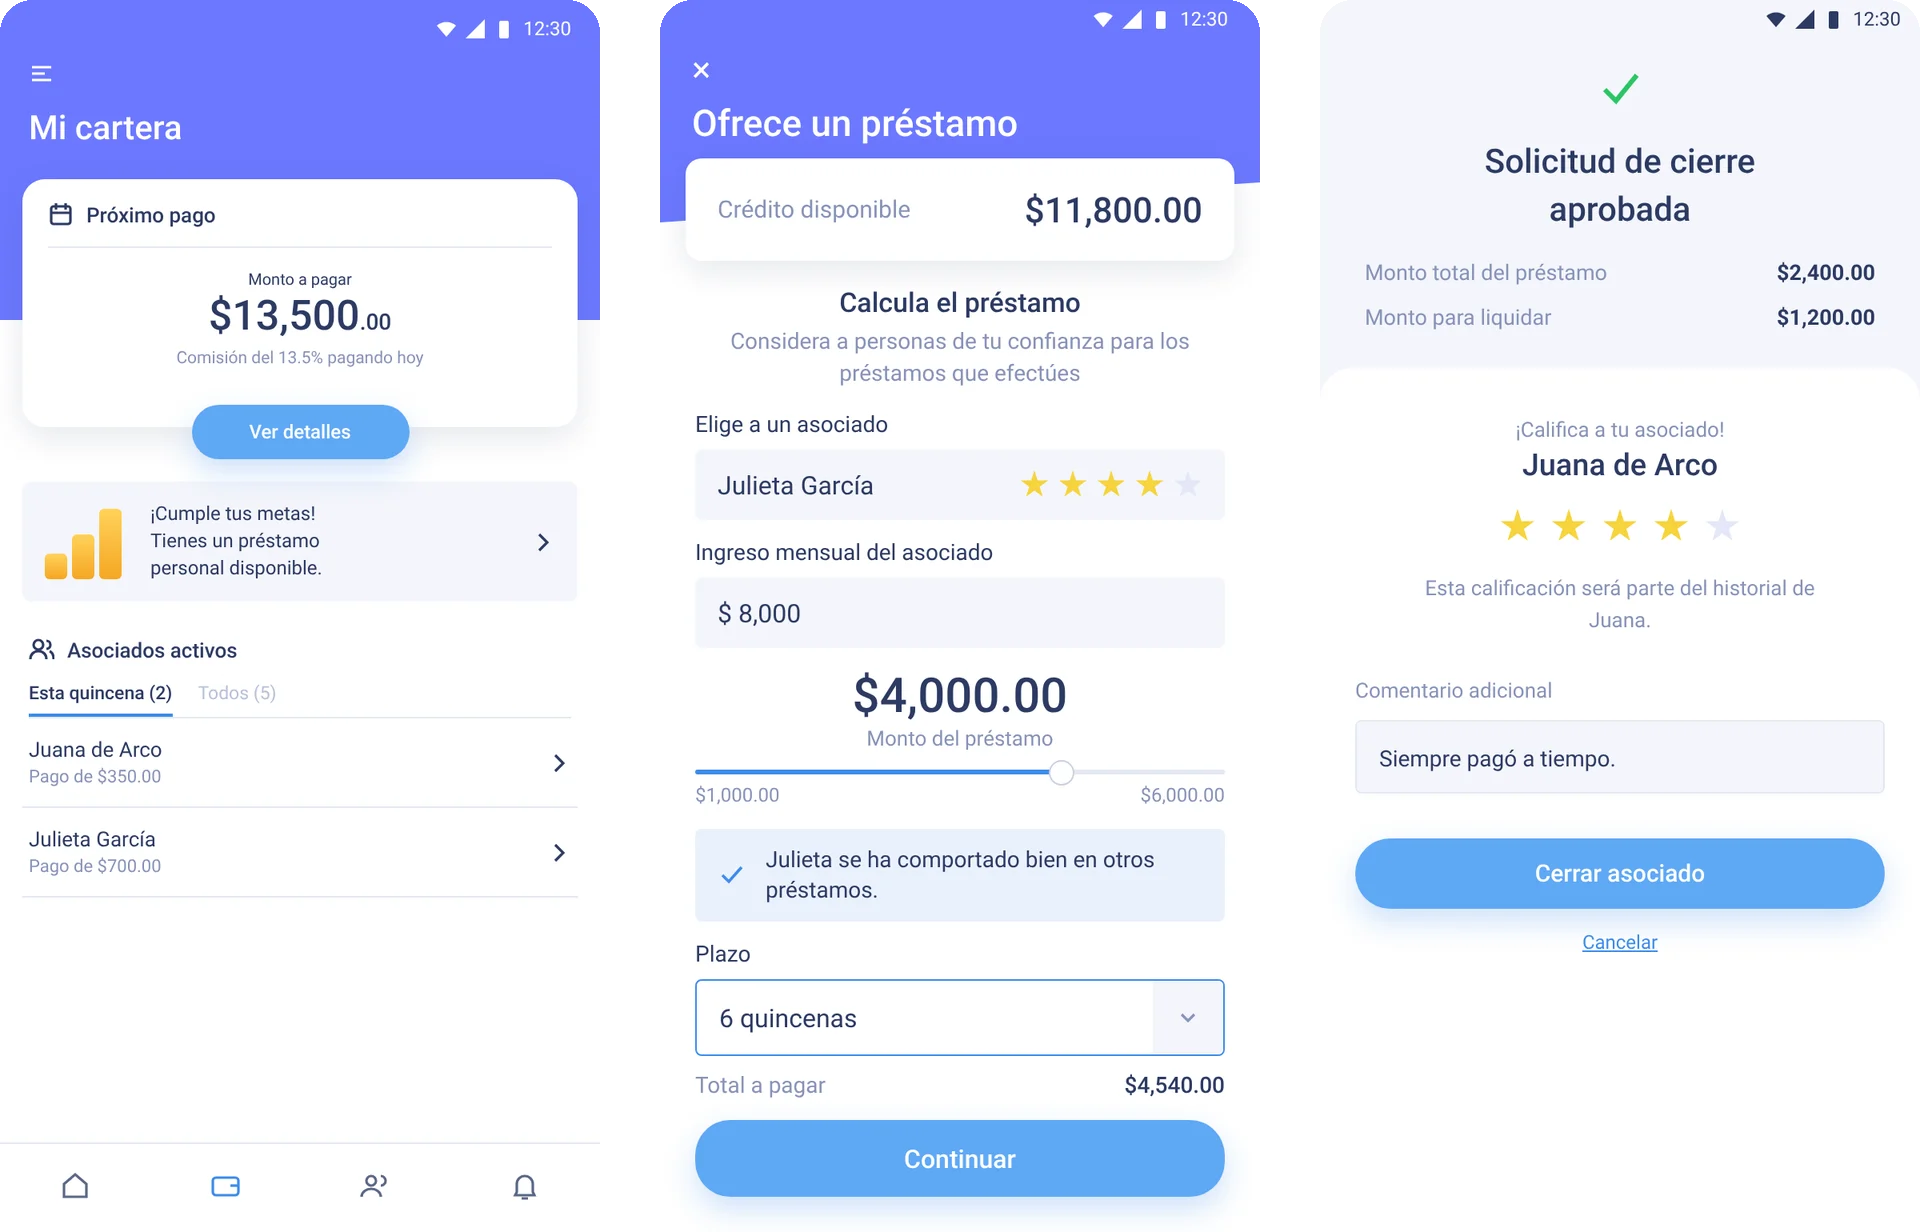 12:30
Mi cartera
Próximo pago
Monto a pagar
$13,500.00
Comisión del 13.5% pagando hoy
Ver detalles
¡Cumple tus metas!
Tienes un préstamo
personal disponible.
Asociados activos
Esta quincena (2) Todos (5)
Juana de Arco
Pago de $350.00
Julieta García
Pago de $700.00
12:30
Ofrece un préstamo
Crédito disponible $11,800.00
Calcula el préstamo
Considera a personas de tu confianza para los
préstamos que efectúes
Elige a un asociado
Julieta García
Ingreso mensual del asociado
$ 8,000
$4,000.00
Monto del préstamo
$1,000.00 $6,000.00
Julieta se ha comportado bien en otros
préstamos.
Plazo
6 quincenas
Total a pagar $4,540.00
Continuar
12:30
Solicitud de cierre
aprobada
Monto total del préstamo $2,400.00
Monto para liquidar $1,200.00
¡Califica a tu asociado!
Juana de Arco
Esta calificación será parte del historial de
Juana.
Comentario adicional
Siempre pagó a tiempo.
Cerrar asociado
Cancelar